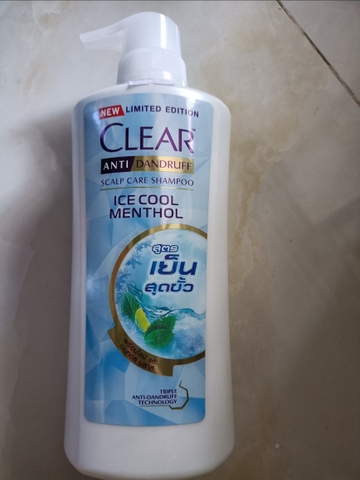 NEW LIMITED EDITION
CLEAR
ANTI DANDRUFF
SCALP CARE SHAMPOO
ICE COOL
MENTHOL
สูตร
เย็น
สุดขั้ว
TRIPLE
ANTI-DANDRUFF
TECHNOLOGY